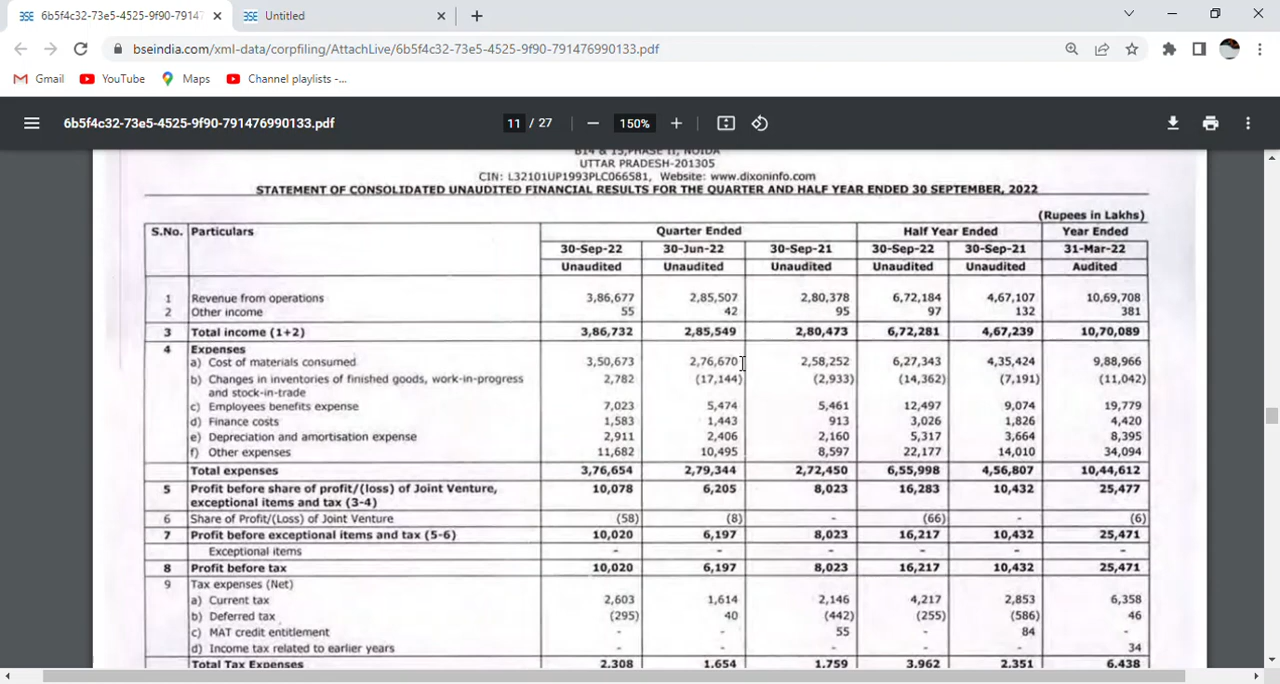 6b5f4c32-73e5-4525-9f90-7914
Untitled
bseindia.com/xml-data/corpfiling/AttachLive/6b5f4c32-73e5-4525-9f90-791476990133.pdf
Gmail YouTube Maps Channel playlists -...
6b5f4c32-73e5-4525-9f90-791476990133.pdf 11 / 27 150%
B14 & 15,PHASE II, NOIDA
UTTAR PRADESH-201305
CIN: L32101UP1993PLC066581, Website: www.dixoninfo.com
STATEMENT OF CONSOLIDATED UNAUDITED FINANCIAL RESULTS FOR THE QUARTER AND HALF YEAR ENDED 30 SEPTEMBER, 2022
(Rupees in Lakhs)
S.No. Particulars Quarter Ended Half Year Ended Year Ended
30-Sep-22 30-Jun-22 30-Sep-21 30-Sep-22 30-Sep-21 31-Mar-22
Unaudited Unaudited Unaudited Unaudited Unaudited Audited
1 Revenue from operations 3,86,677 2,85,507 2,80,378 6,72,184 4,67,107 10,69,708
2 Other income 55 42 95 97 132 381
3 Total income (1+2) 3,86,732 2,85,549 2,80,473 6,72,281 4,67,239 10,70,089
4 Expenses
a) Cost of materials consumed 3,50,673 2,76,670 2,58,252 6,27,343 4,35,424 9,88,966
b) Changes in inventories of finished goods, work-in-progress 2,782 (17,144) (2,933) (14,362) (7,191) (11,042)
and stock-in-trade
c) Employees benefits expense 7,023 5,474 5,461 12,497 9,074 19,779
d) Finance costs 1,583 1,443 913 3,026 1,826 4,420
e) Depreciation and amortisation expense 2,911 2,406 2,160 5,317 3,664 8,395
f) Other expenses 11,682 10,495 8,597 22,177 14,010 34,094
Total expenses 3,76,654 2,79,344 2,72,450 6,55,998 4,56,807 10,44,612
5 Profit before share of profit/(loss) of Joint Venture, 10,078 6,205 8,023 16,283 10,432 25,477
exceptional items and tax (3-4)
6 Share of Profit/(Loss) of Joint Venture (58) (8) - (66) - (6)
7 Profit before exceptional items and tax (5-6) 10,020 6,197 8,023 16,217 10,432 25,471
Exceptional items - - - - - -
8 Profit before tax 10,020 6,197 8,023 16,217 10,432 25,471
9 Tax expenses (Net)
a) Current tax 2,603 1,614 2,146 4,217 2,853 6,358
b) Deferred tax (295) 40 (442) (255) (586) 46
c) MAT credit entitlement - - 55 - 84 -
d) Income tax related to earlier years - - - - - 34
Total Tax Expenses 2,308 1,654 1,759 3,962 2,351 6,438